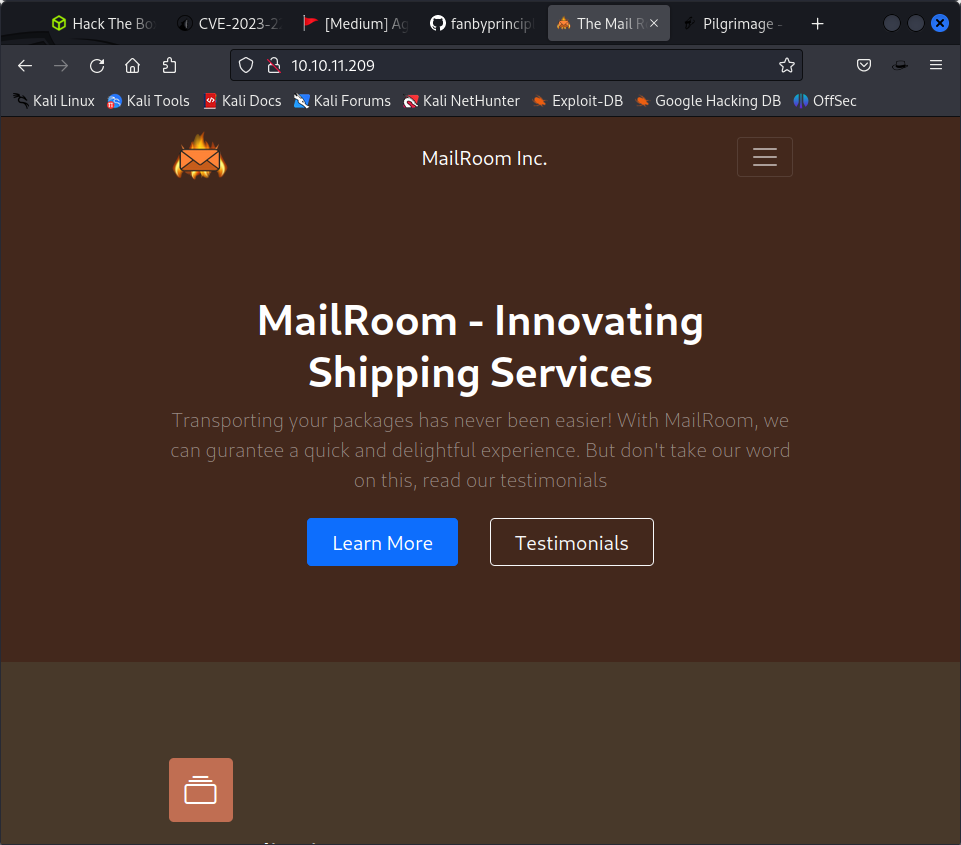 Hack The Bo
CVE-2023-2
[Medium] Ag
fanbyprincip
The Mail R
Pilgrimage -
10.10.11.209
Kali Linux
Kali Tools
Kali Docs
Kali Forums
Kali NetHunter
Exploit-DB
Google Hacking DB
OffSec
MailRoom Inc.
MailRoom - Innovating
Shipping Services
Transporting your packages has never been easier! With MailRoom, we
can gurantee a quick and delightful experience. But don't take our word
on this, read our testimonials
Learn More
Testimonials